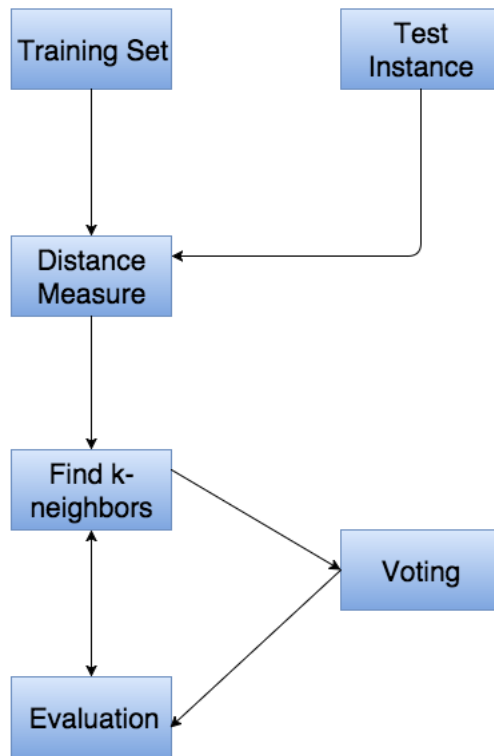 Training Set
Test
Instance
Distance
Measure
Find k-
neighbors
Voting
Evaluation